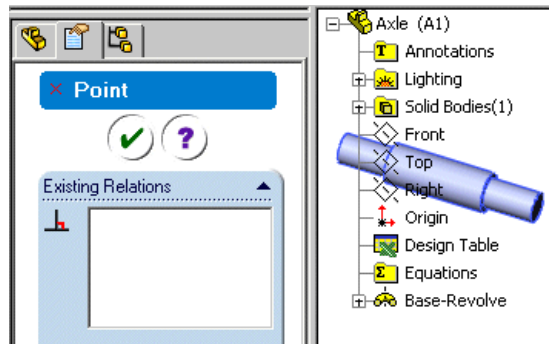 Point
?
Existing Relations
Axle (A1)
Annotations
Lighting
Solid Bodies(1)
Front
Top
Right
Origin
Design Table
Equations
Base-Revolve